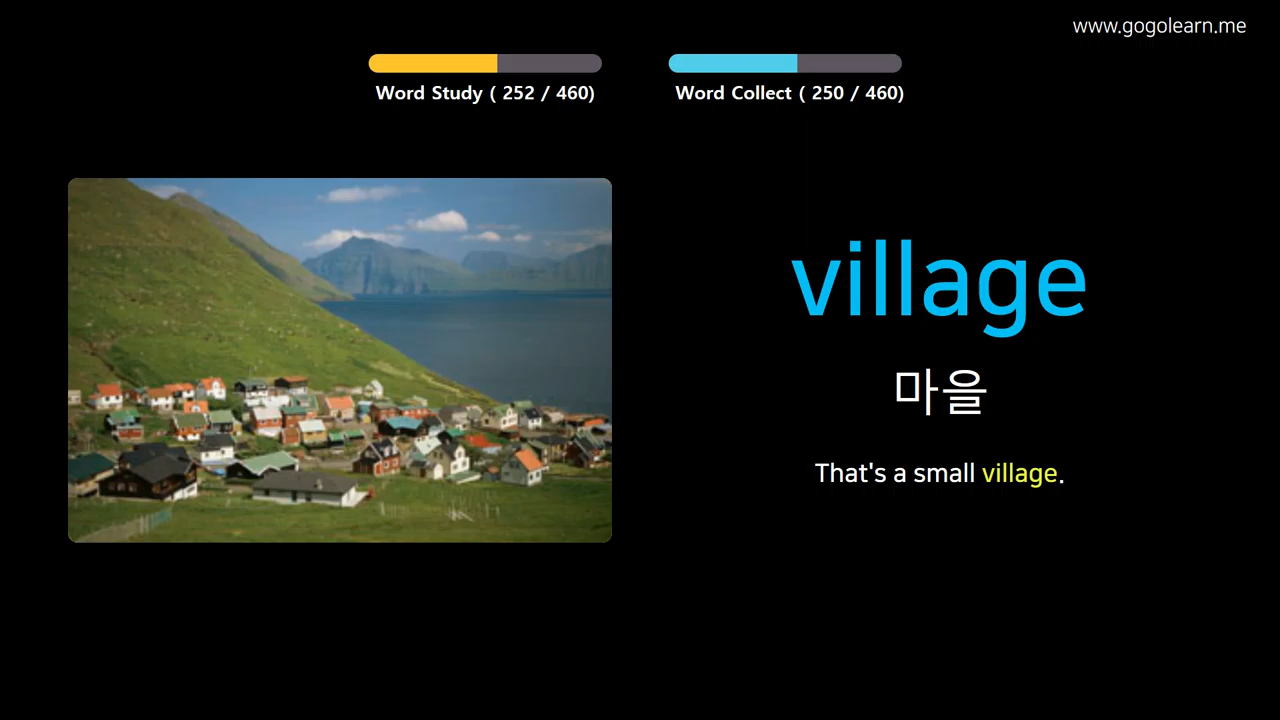 www.gogolearn.me
Word Study ( 252 / 460)
Word Collect ( 250 / 460)
village
마을
That's a small village.